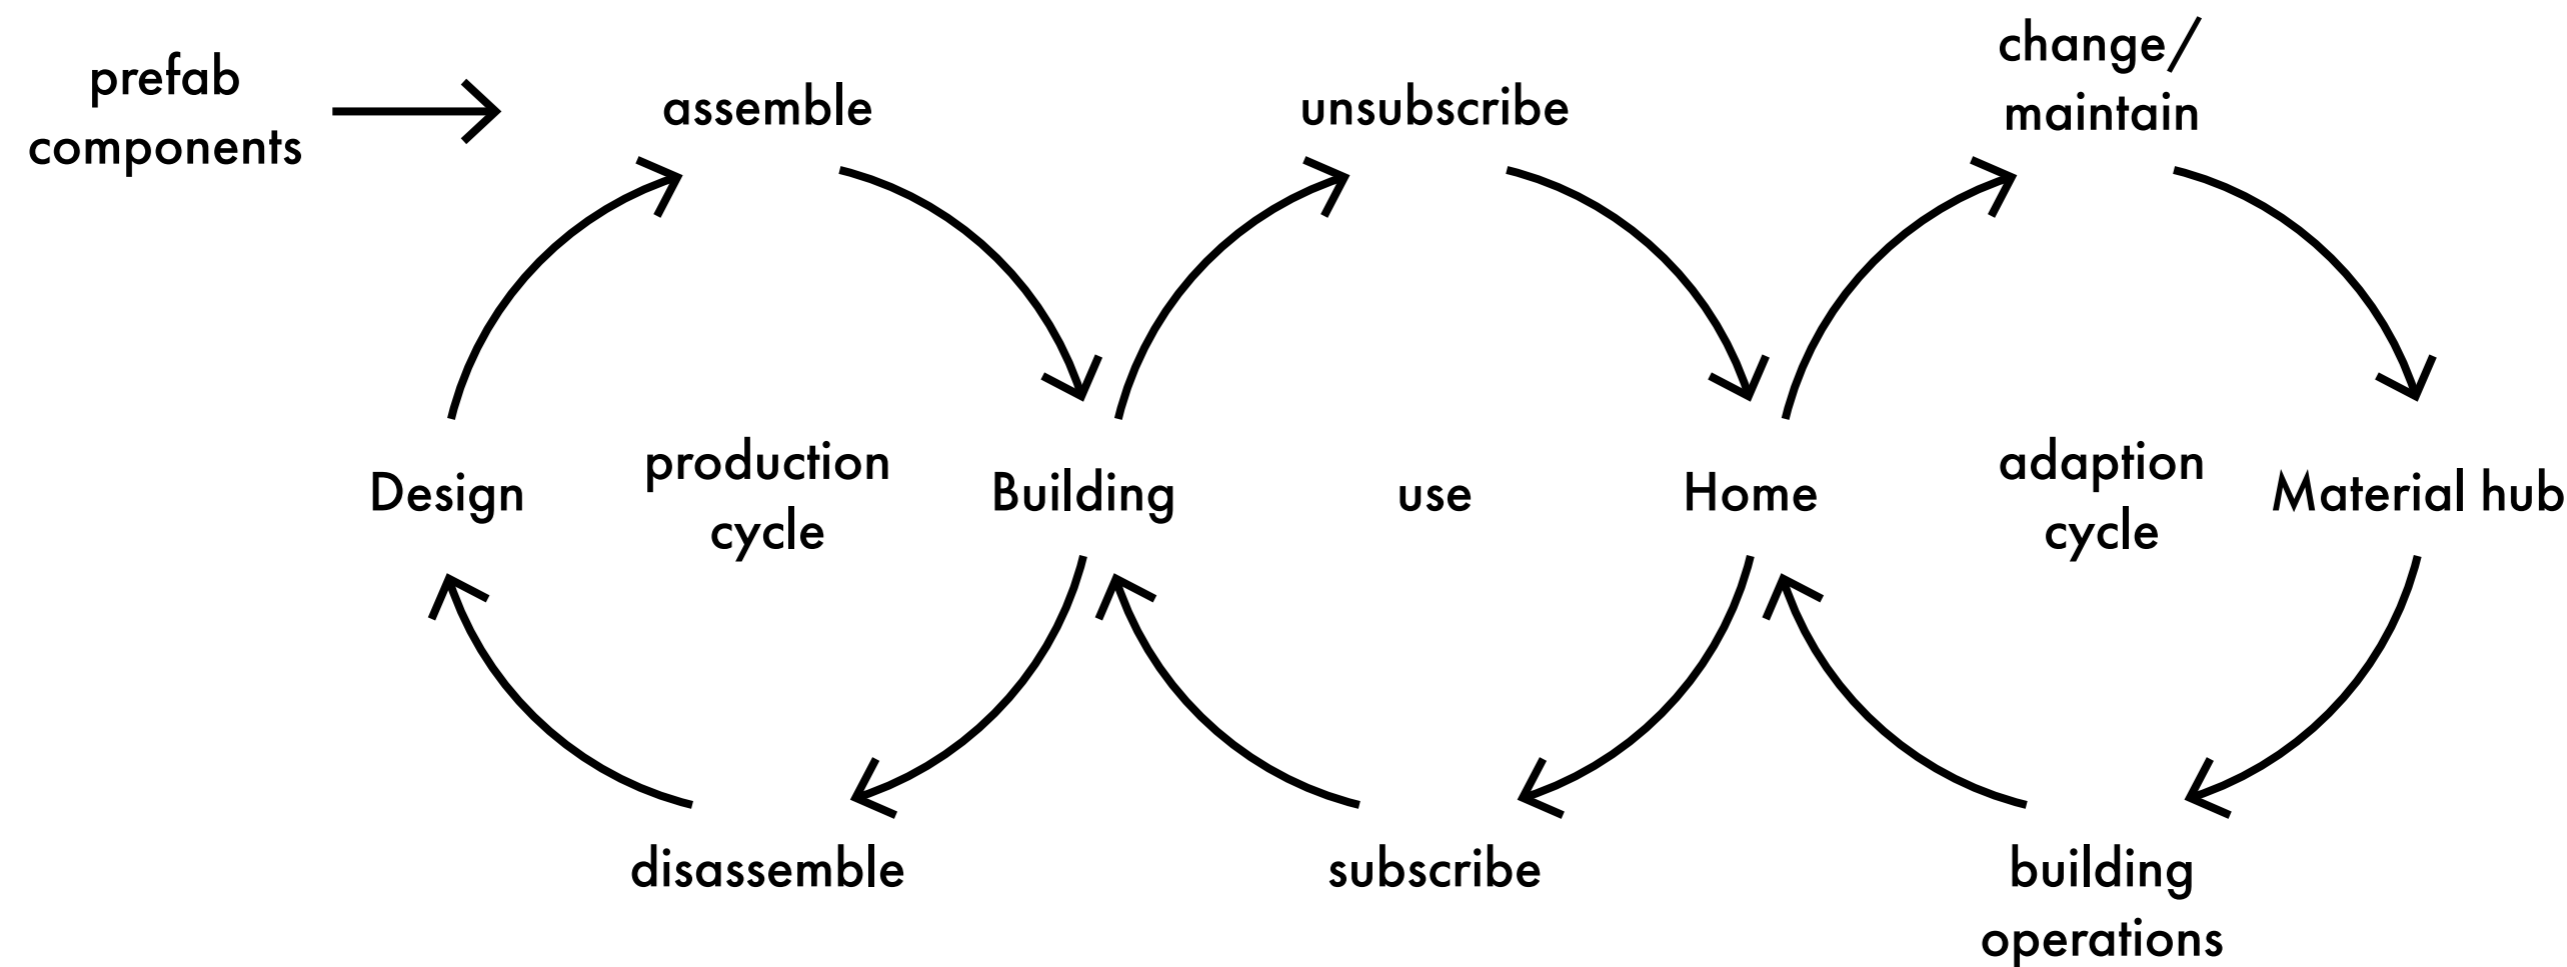 prefab
components
assemble
unsubscribe
change/
maintain
Design
production
cycle
Building
use
Home
adaption
cycle
Material hub
disassemble
subscribe
building
operations